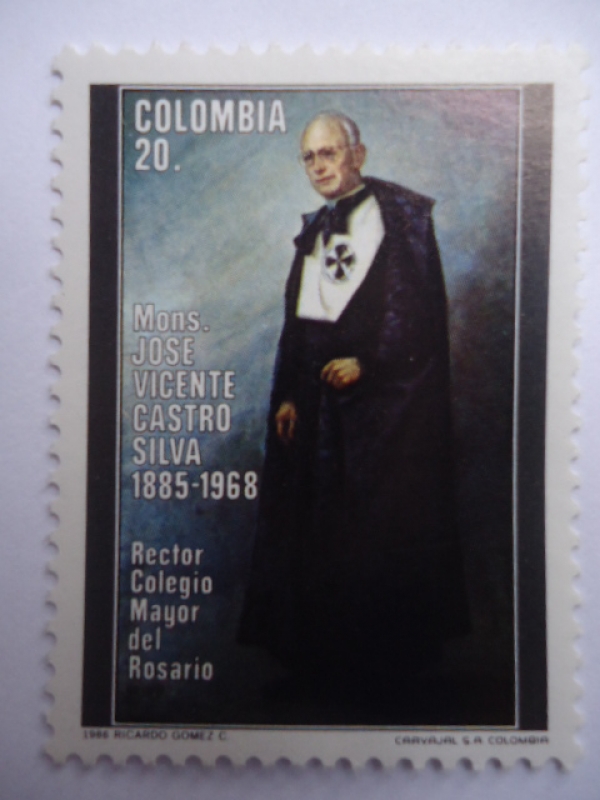 COLOMBIA
20.
Mons.
JOSE
VICENTE
CASTRO
SILVA
1885-1968
Rector
Colegio
Mayor
del
Rosario
1986 RICARDO GOMEZ C.
CARVAJAL S.A. COLOMBIA